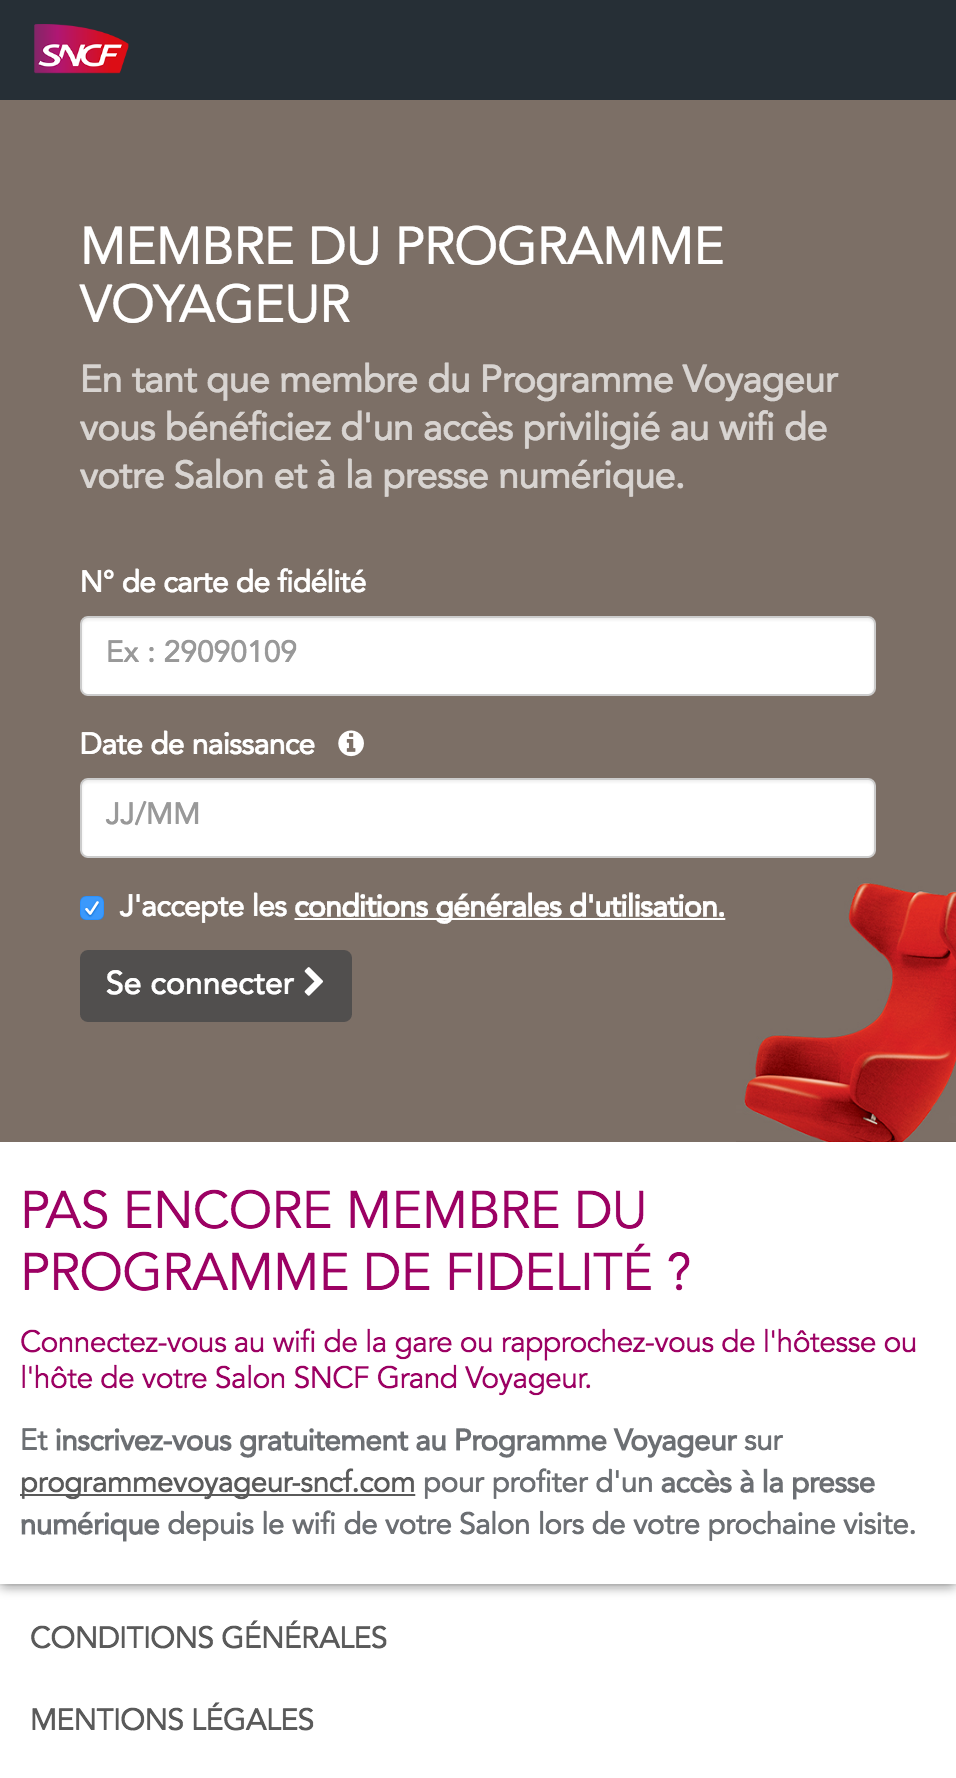 SNCF
MEMBRE DU PROGRAMME
VOYAGEUR
En tant que membre du Programme Voyageur
vous bénéficiez d'un accès priviligié au wifi de
votre Salon et à la presse numérique.
N° de carte de fidélité
Ex : 29090109
Date de naissance
JJ/MM
J'accepte les conditions générales d'utilisation.
Se connecter
PAS ENCORE MEMBRE DU
PROGRAMME DE FIDELITÉ ?
Connectez-vous au wifi de la gare ou rapprochez-vous de l'hôtesse ou
l'hôte de votre Salon SNCF Grand Voyageur.
Et inscrivez-vous gratuitement au Programme Voyageur sur
programmevoyageur-sncf.com pour profiter d'un accès à la presse
numérique depuis le wifi de votre Salon lors de votre prochaine visite.
CONDITIONS GÉNÉRALES
MENTIONS LÉGALES